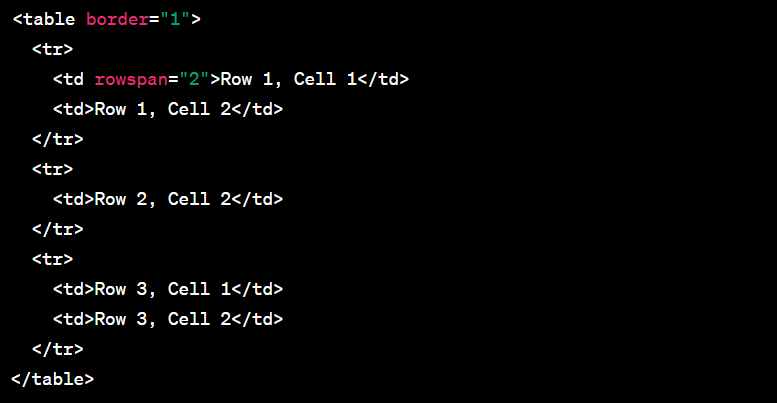 <table border="1">
  <tr>
    <td rowspan="2">Row 1, Cell 1</td>
    <td>Row 1, Cell 2</td>
  </tr>
  <tr>
    <td>Row 2, Cell 2</td>
  </tr>
  <tr>
    <td>Row 3, Cell 1</td>
    <td>Row 3, Cell 2</td>
  </tr>
</table>